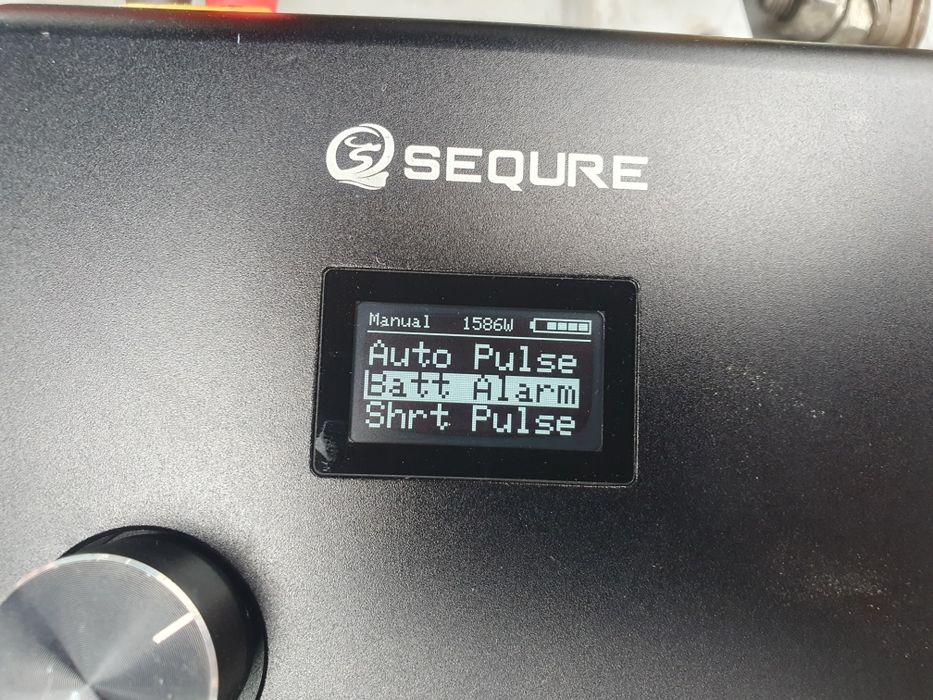 SEQURE
Manual 1586W
Auto Pulse
Batt Alarm
Shrt Pulse